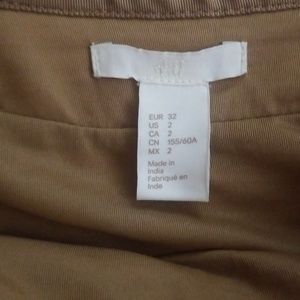 EUR 32
US 2
CA 2
CN 155/60A
MX 2
Made in
India
Fabriqué en
Inde